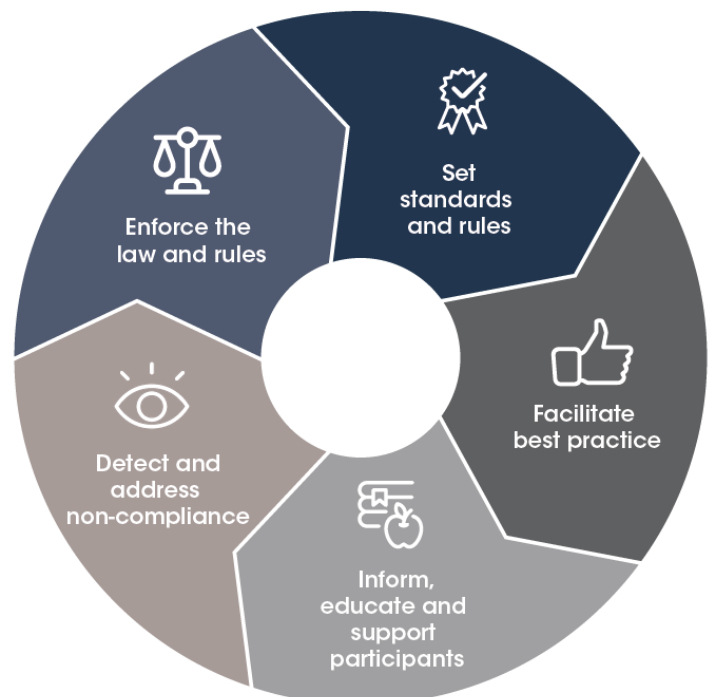 Set
standards
and rules
Facilitate
best practice
Inform,
educate and
support
participants
Detect and
address
non-compliance
Enforce the
law and rules